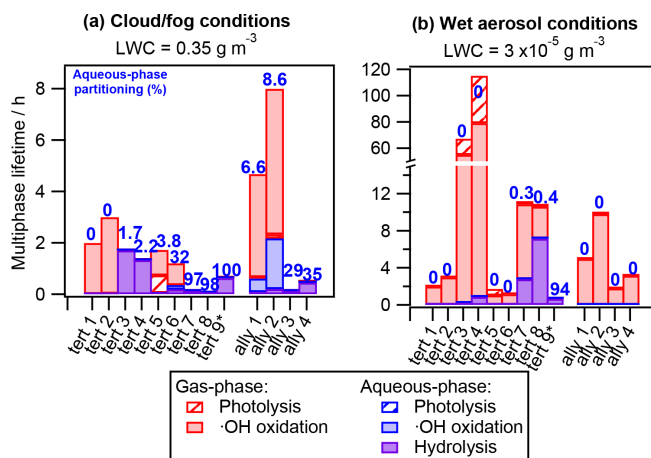 (a) Cloud/fog conditions
LWC = 0.35 g m⁻³
Aqueous-phase
partitioning (%)
Multiphase lifetime / h
8
6
4
2
0
0
0
1.7
2.2
3.8
32
97
98
100
6.6
8.6
29
35
tert 1
tert 2
tert 3
tert 4
tert 5
tert 6
tert 7
tert 8
tert 9*
ally 1
ally 2
ally 3
ally 4
(b) Wet aerosol conditions
LWC = 3 x10⁻⁵ g m⁻³
120
100
80
60
12
8
4
0
0
0
0
0
0
0
0.3
0.4
94
0
0
0
0
tert 1
tert 2
tert 3
tert 4
tert 5
tert 6
tert 7
tert 8
tert 9*
ally 1
ally 2
ally 3
ally 4
Gas-phase:
Photolysis
·OH oxidation
Aqueous-phase:
Photolysis
·OH oxidation
Hydrolysis